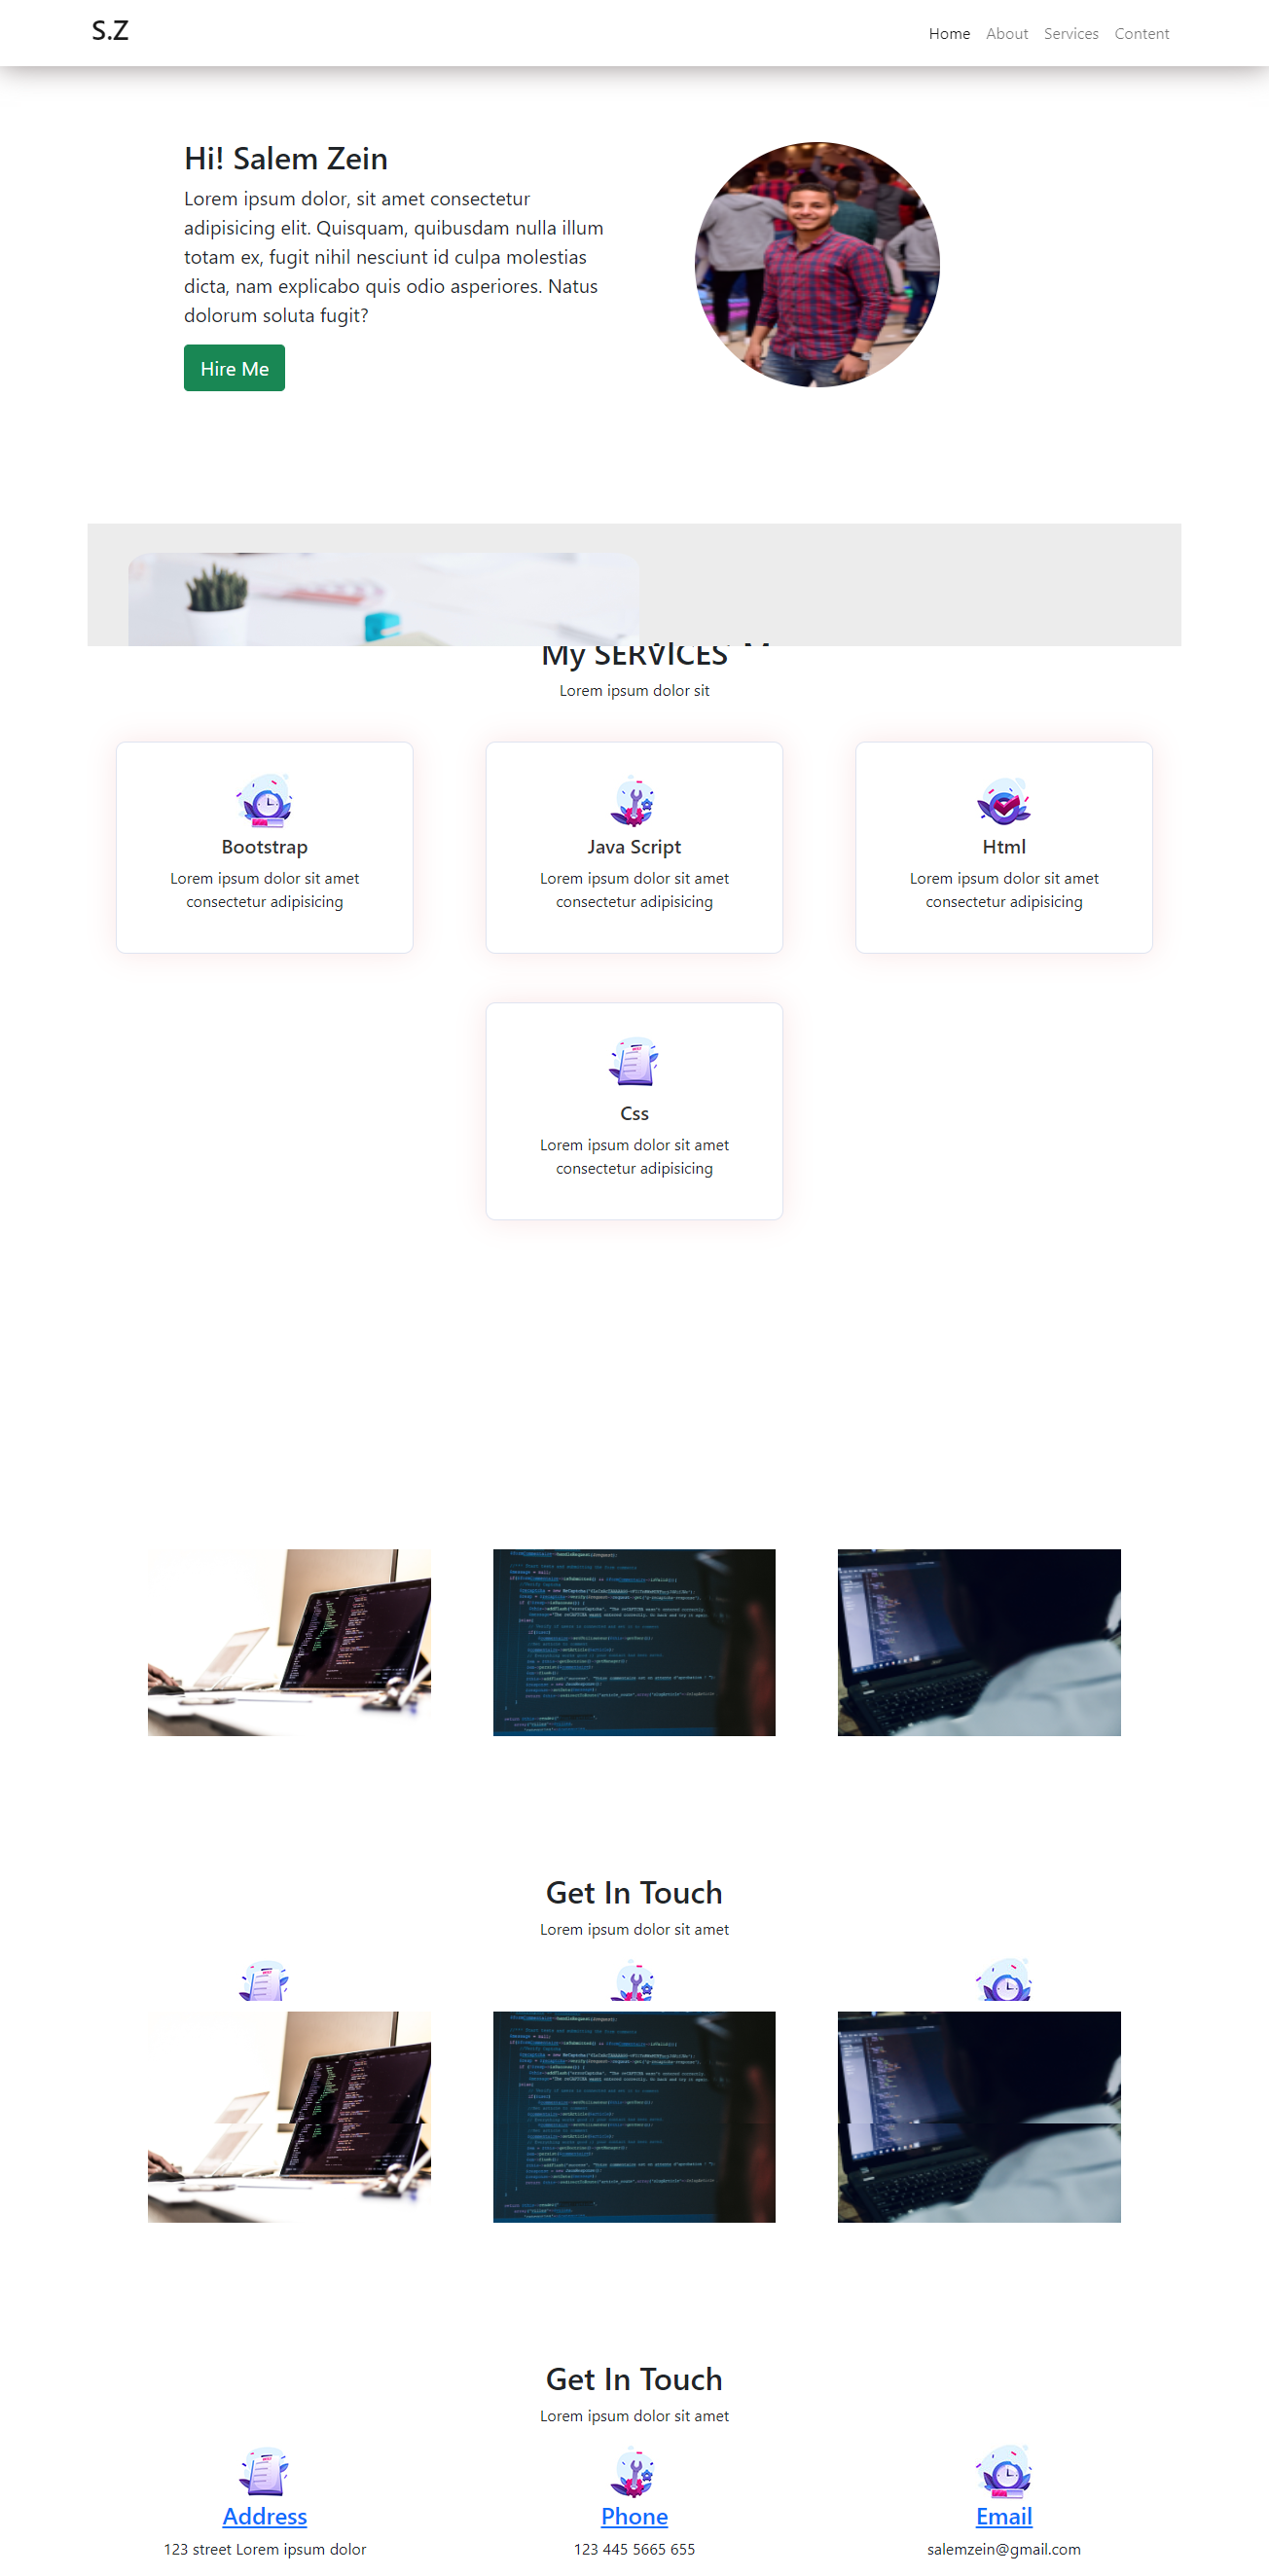 S.Z
Home About Services Content
Hi! Salem Zein
Lorem ipsum dolor, sit amet consectetur
adipisicing elit. Quisquam, quibusdam nulla illum
totam ex, fugit nihil nesciunt id culpa molestias
dicta, nam explicabo quis odio asperiores. Natus
dolorum soluta fugit?
Hire Me
My SERVICES
Lorem ipsum dolor sit
Bootstrap
Lorem ipsum dolor sit amet
consectetur adipisicing
Java Script
Lorem ipsum dolor sit amet
consectetur adipisicing
Html
Lorem ipsum dolor sit amet
consectetur adipisicing
Css
Lorem ipsum dolor sit amet
consectetur adipisicing
Get In Touch
Lorem ipsum dolor sit amet
Get In Touch
Lorem ipsum dolor sit amet
Address
123 street Lorem ipsum dolor
Phone
123 445 5665 655
Email
salemzein@gmail.com